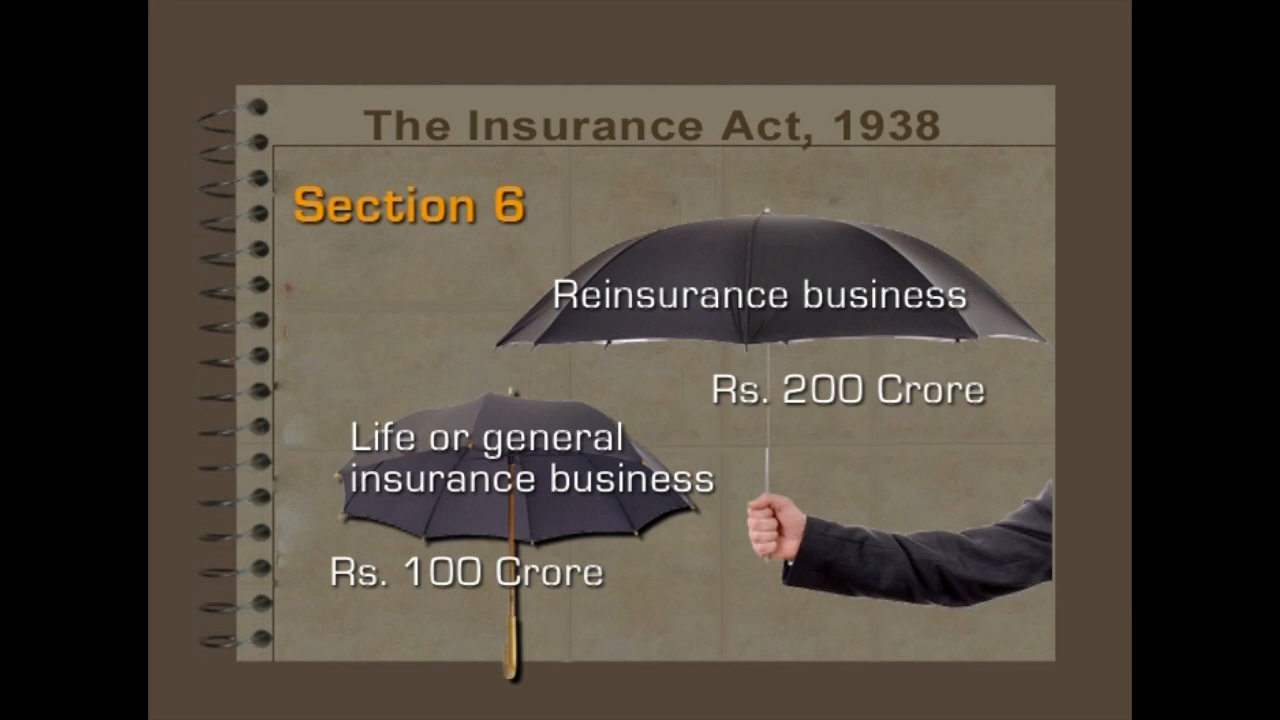 The Insurance Act, 1938
Section 6
Reinsurance business
Rs. 200 Crore
Life or general
insurance business
Rs. 100 Crore